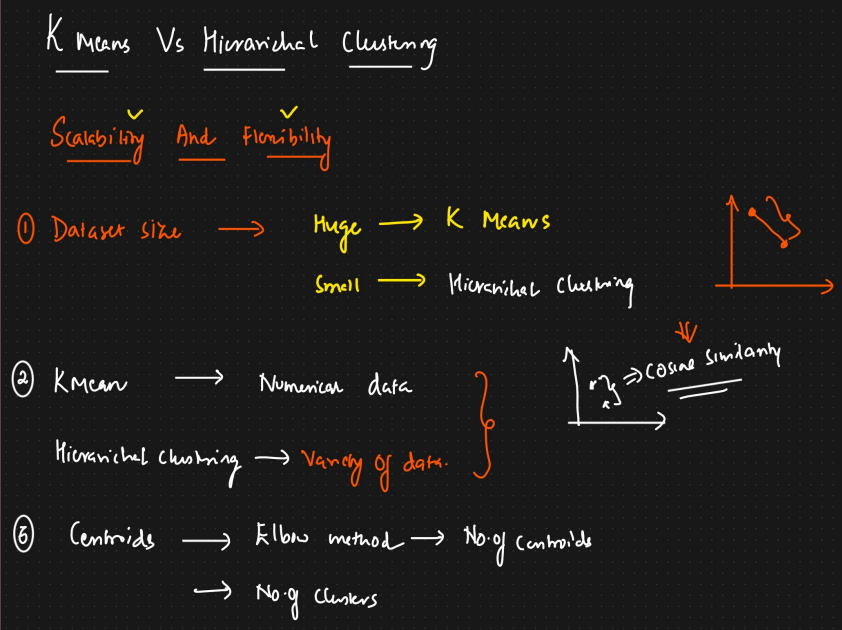 K Means Vs Hierarichal Clustering
Scalability And Flexibility
① Dataset size → Huge → K Means
Small → Hierarichal Clustering
② K Mean → Numerical data
⇒ Cosine Similarity
Hierarichal Clustering → Variety of data.
③ Centroids → Elbow method → No. of Centroids
→ No. of Clusters